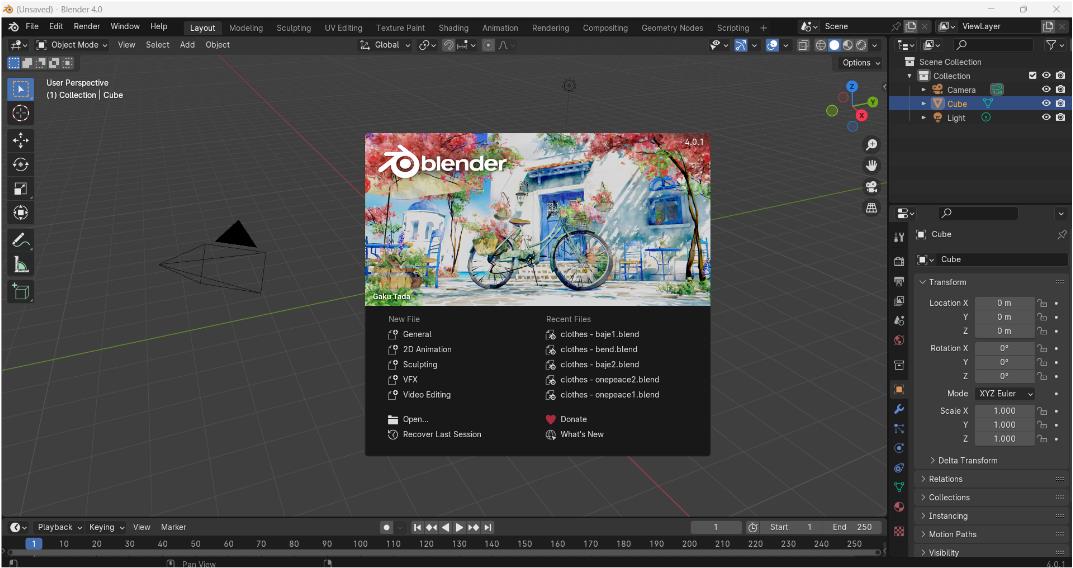 (Unsaved) - Blender 4.0
File Edit Render Window Help Layout Modeling Sculpting UV Editing Texture Paint Shading Animation Rendering Compositing Geometry Nodes Scripting + Scene ViewLayer
Object Mode View Select Add Object Global
Options
User Perspective
(1) Collection | Cube
Z
Y
X
blender
4.0.1
Gaku Tada
New File
General
2D Animation
Sculpting
VFX
Video Editing
Open...
Recover Last Session
Recent Files
clothes - baje1.blend
clothes - bend.blend
clothes - baje2.blend
clothes - onepeace2.blend
clothes - onepeace1.blend
Donate
What's New
Scene Collection
Collection
Camera
Cube
Light
Cube
Cube
Transform
Location X 0 m
Y 0 m
Z 0 m
Rotation X 0°
Y 0°
Z 0°
Mode XYZ Euler
Scale X 1.000
Y 1.000
Z 1.000
Delta Transform
Relations
Collections
Instancing
Motion Paths
Visibility
Playback Keying View Marker 1 Start 1 End 250
1 10 20 30 40 50 60 70 80 90 100 110 120 130 140 150 160 170 180 190 200 210 220 230 240 250
Pan View
4.0.1